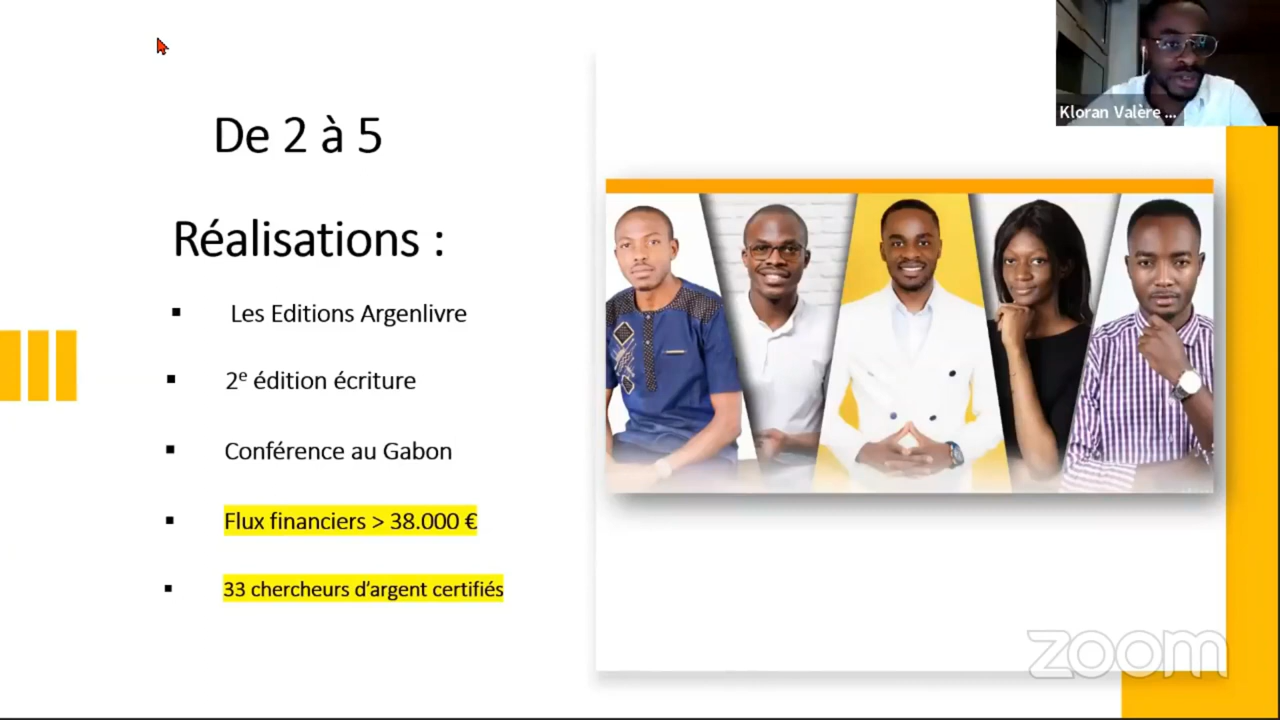 Kloran Valère ...
De 2 à 5
Réalisations :
Les Editions Argenlivre
2e édition écriture
Conférence au Gabon
Flux financiers > 38.000 €
33 chercheurs d'argent certifiés
zoom